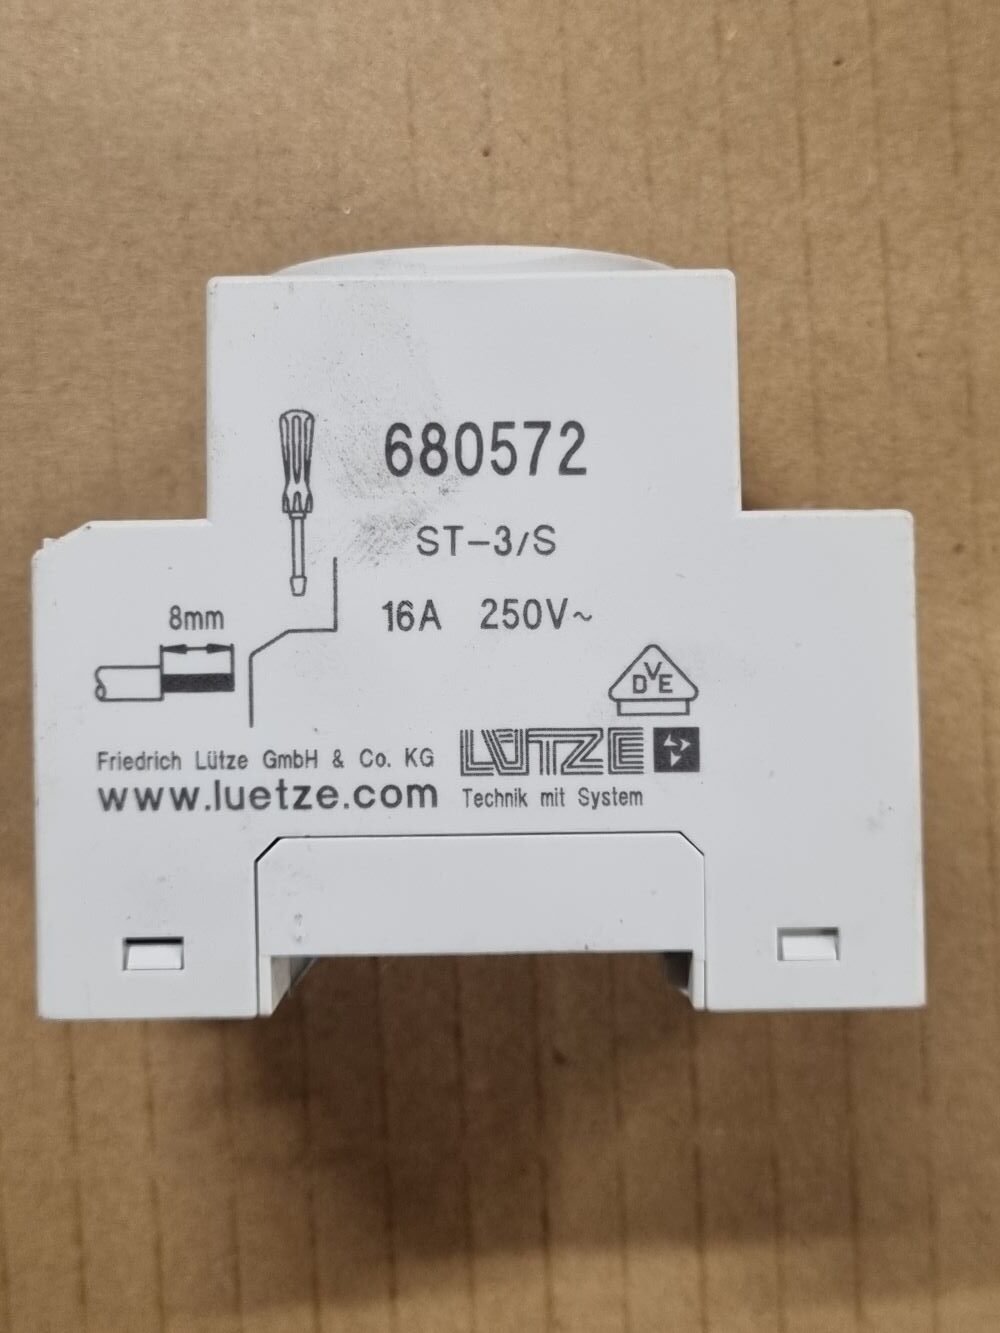 680572
ST-3/S
16A 250V~
8mm
DVE
Friedrich Lütze GmbH & Co. KG
www.luetze.com
LÜTZE
Technik mit System